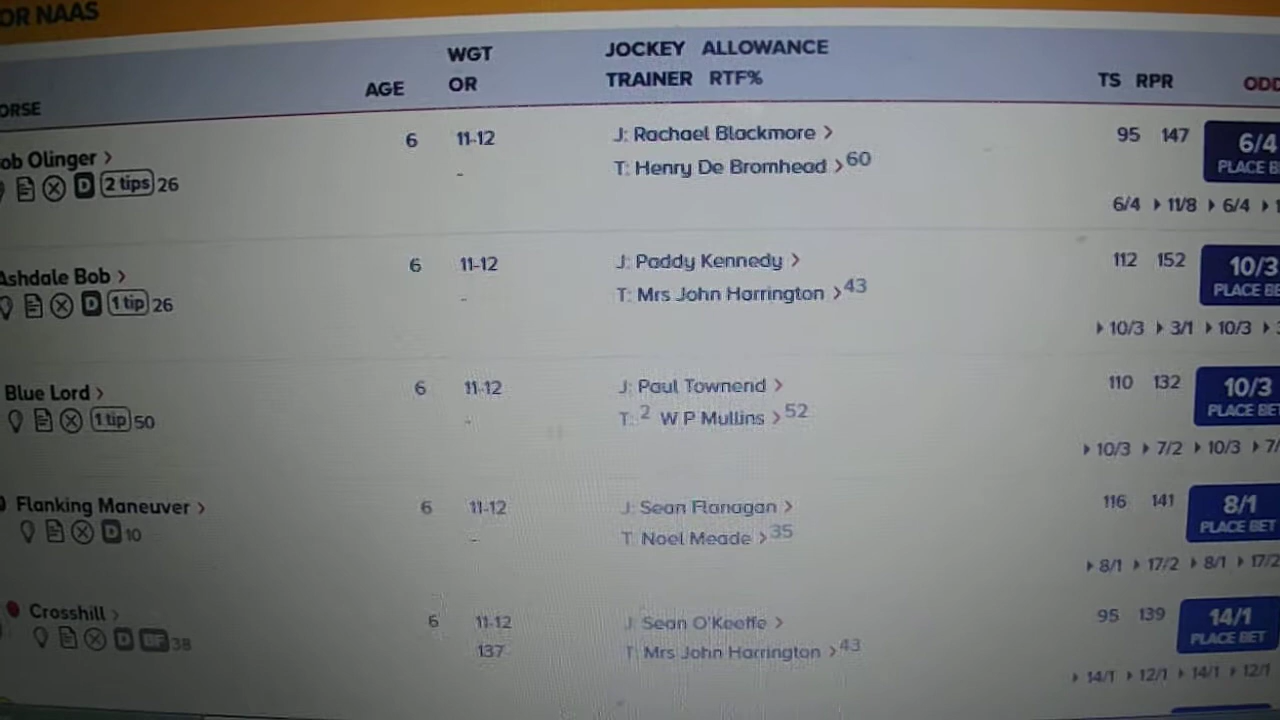 OR NAAS
WGT JOCKEY ALLOWANCE
ORSE AGE OR TRAINER RTF% TS RPR ODD
ob Olinger > 6 11-12 J: Rachael Blackmore > 95 147 6/4
D 2 tips 26 - T: Henry De Bromhead > 60 PLACE B
6/4 11/8 6/4 1
Ashdale Bob > 6 11-12 J: Paddy Kennedy > 112 152 10/3
D 1 tip 26 - T: Mrs John Harrington > 43 PLACE BE
10/3 3/1 10/3 3
Blue Lord > 6 11-12 J: Paul Townend > 110 132 10/3
1 tip 50 - T: 2 W P Mullins > 52 PLACE BET
10/3 7/2 10/3 7/
Flanking Maneuver > 6 11-12 J: Sean Flanagan > 116 141 8/1
D 10 - T: Noel Meade > 35 PLACE BET
8/1 17/2 8/1 17/2
Crosshill > 6 11-12 J: Sean O'Keeffe > 95 139 14/1
D BF 38 137 T: Mrs John Harrington > 43 PLACE BET
14/1 12/1 14/1 12/1